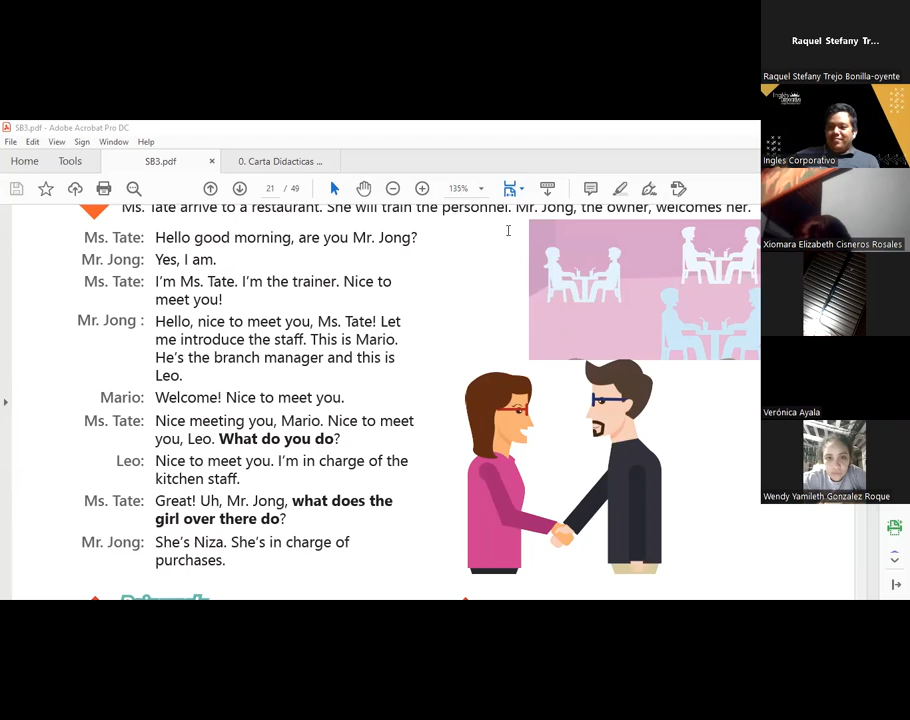 Raquel Stefany Tr...
Raquel Stefany Trejo Bonilla-oyente
SB3.pdf - Adobe Acrobat Pro DC
File Edit View Sign Window Help
Home Tools SB3.pdf × 0. Carta Didacticas ...
21 / 49 135%
Ms. Tate arrive to a restaurant. She will train the personnel. Mr. Jong, the owner, welcomes her.
Ms. Tate: Hello good morning, are you Mr. Jong?
Mr. Jong: Yes, I am.
Ms. Tate: I'm Ms. Tate. I'm the trainer. Nice to
meet you!
Mr. Jong : Hello, nice to meet you, Ms. Tate! Let
me introduce the staff. This is Mario.
He's the branch manager and this is
Leo.
Mario: Welcome! Nice to meet you.
Ms. Tate: Nice meeting you, Mario. Nice to meet
you, Leo. What do you do?
Leo: Nice to meet you. I'm in charge of the
kitchen staff.
Ms. Tate: Great! Uh, Mr. Jong, what does the
girl over there do?
Mr. Jong: She's Niza. She's in charge of
purchases.
Ingles Corporativo
Xiomara Elizabeth Cisneros Rosales
Verónica Ayala
Wendy Yamileth Gonzalez Roque